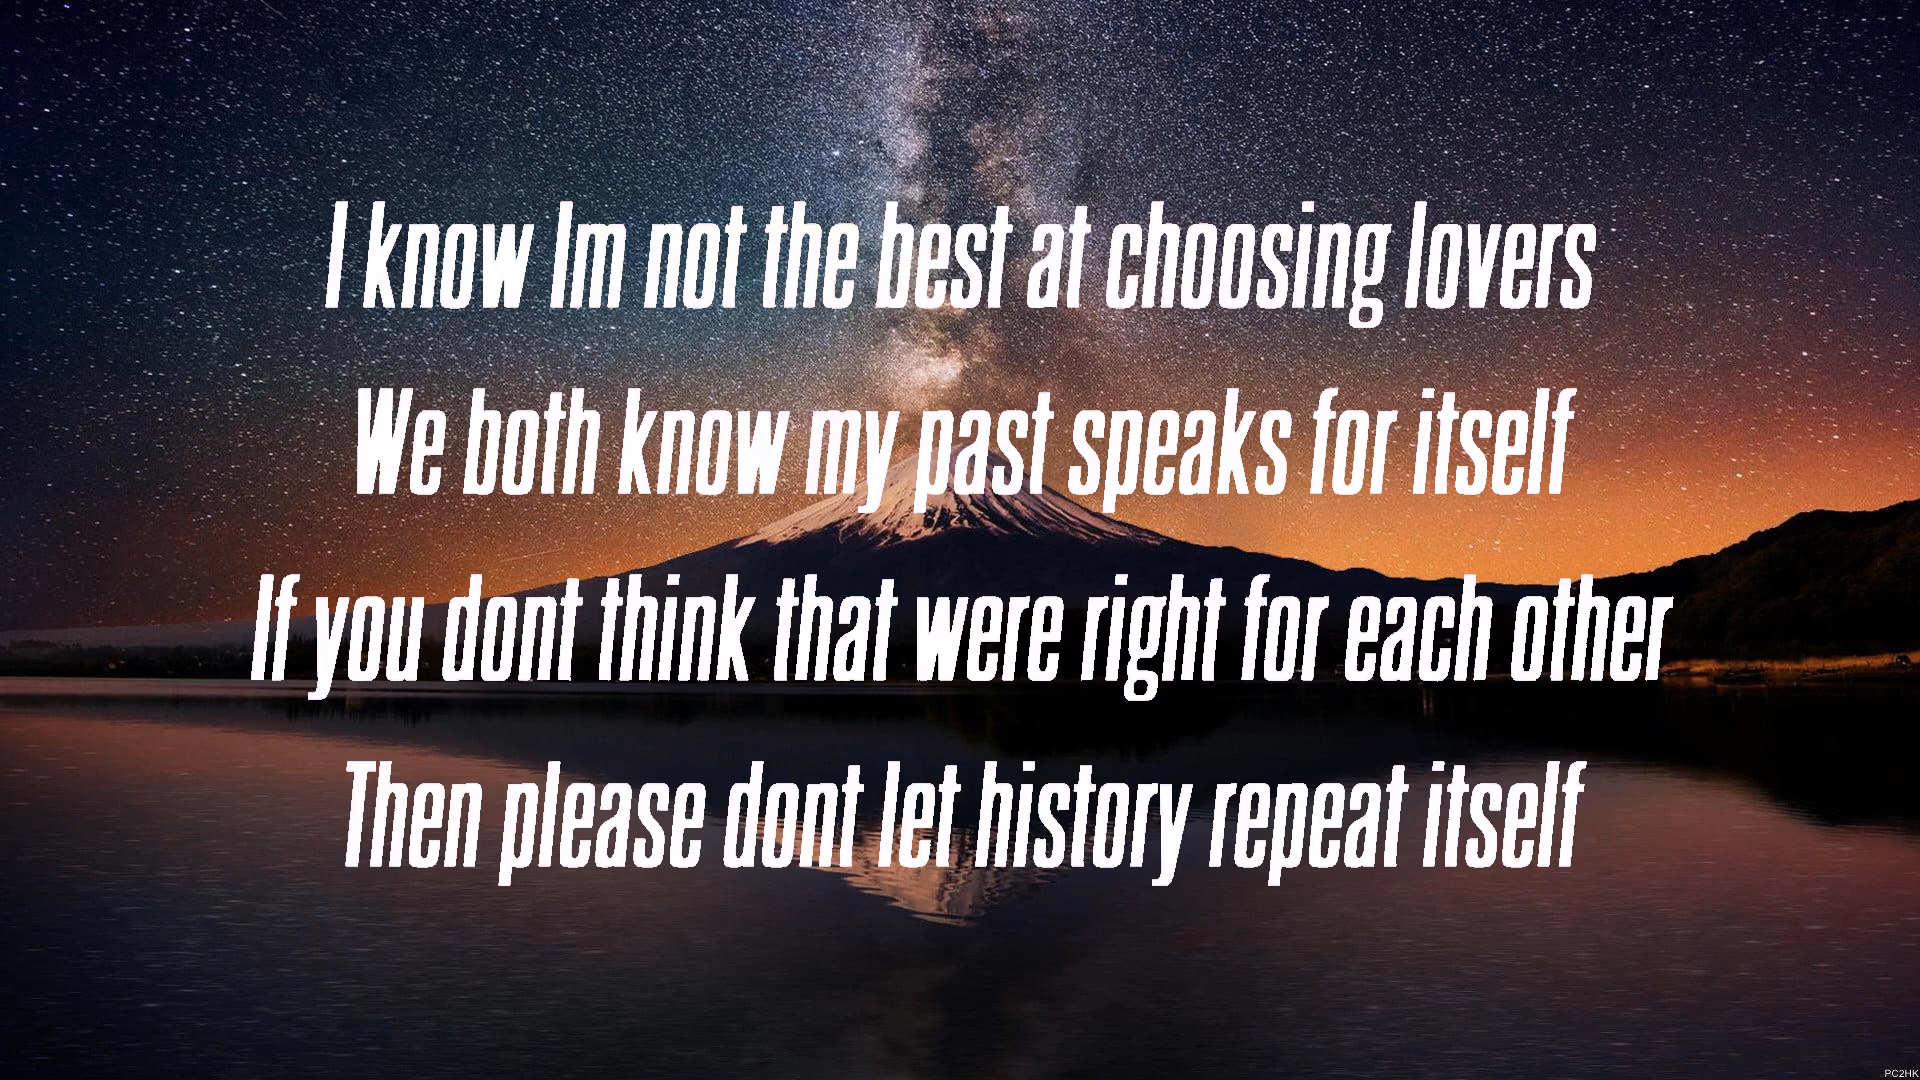 I know Im not the best at choosing lovers
We both know my past speaks for itself
If you dont think that were right for each other
Then please dont let history repeat itself
PC2HK